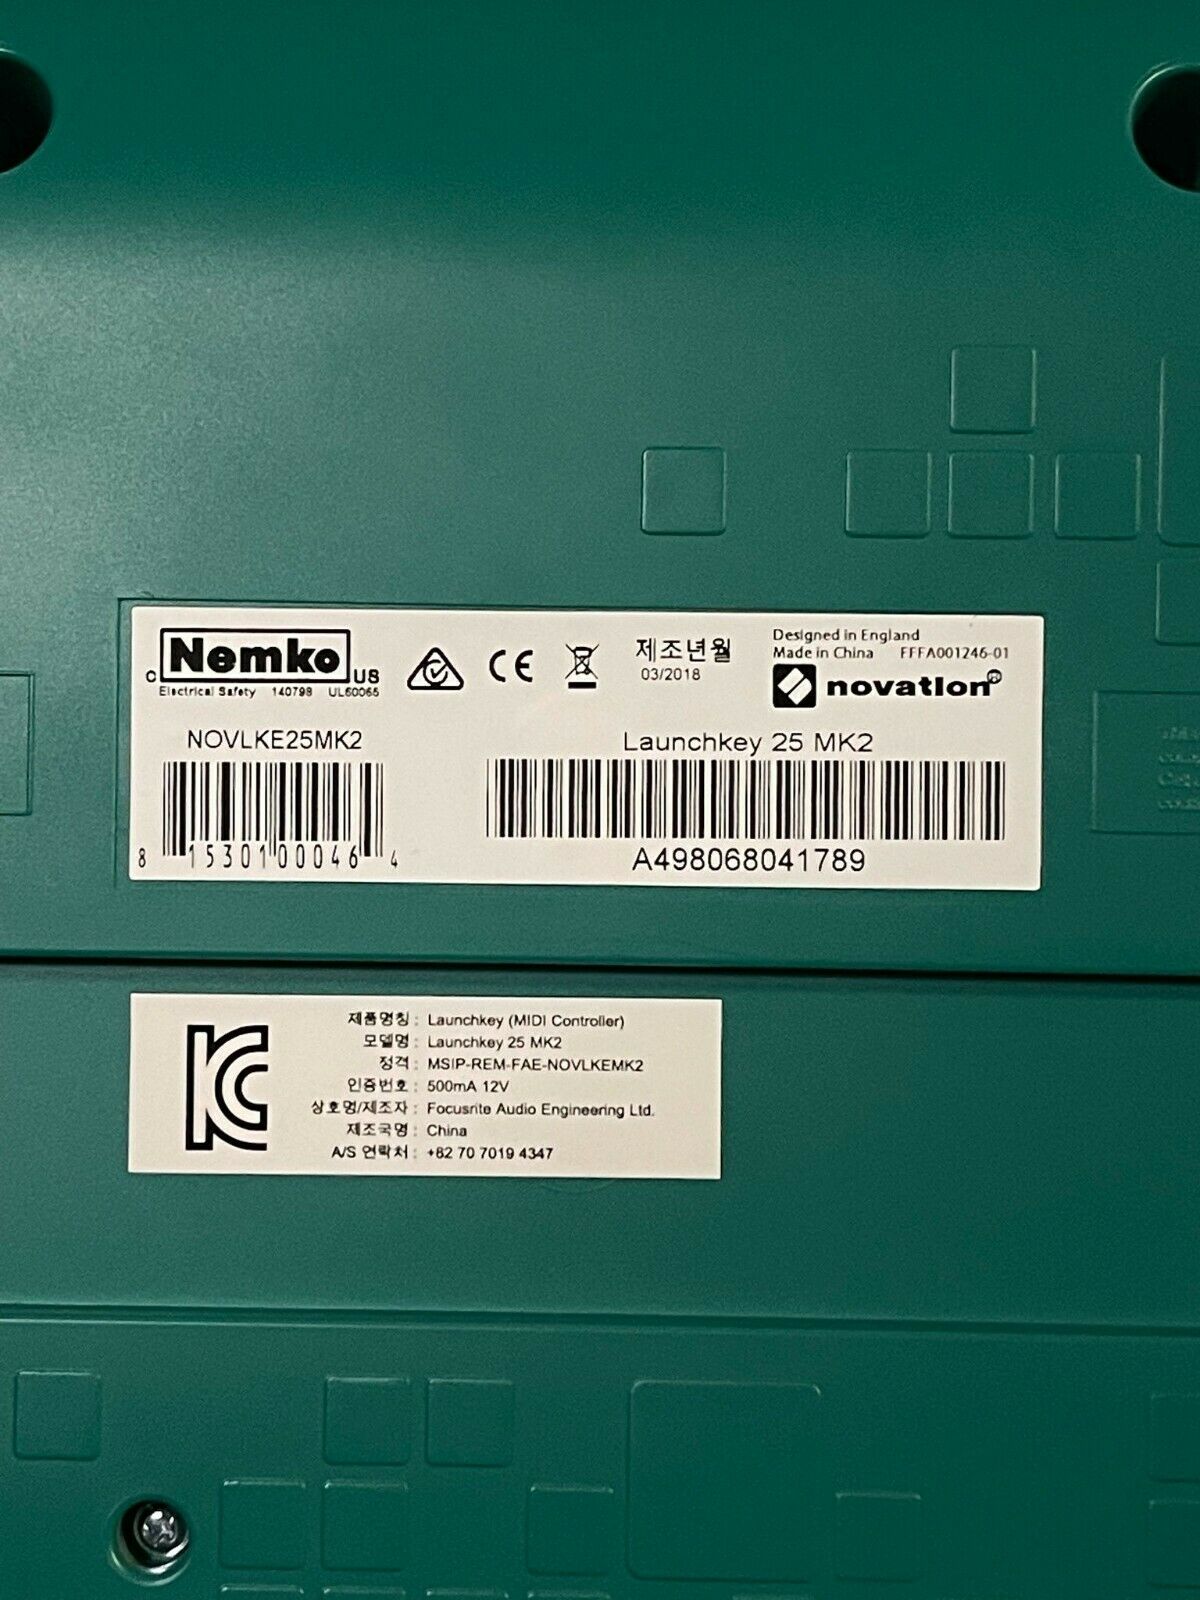 c Nemko US
Electrical Safety 140798 UL60065
CE
제조년월
03/2018
Designed in England
Made in China FFFA001246-01
novation®
NOVLKE25MK2
8 15301 00046 4
Launchkey 25 MK2
A498068041789
제품명칭 : Launchkey (MIDI Controller)
모델명 : Launchkey 25 MK2
정격 : MSIP-REM-FAE-NOVLKEMK2
인증번호 : 500mA 12V
상호명/제조자 : Focusrite Audio Engineering Ltd.
제조국명 : China
A/S 연락처 : +82 70 7019 4347